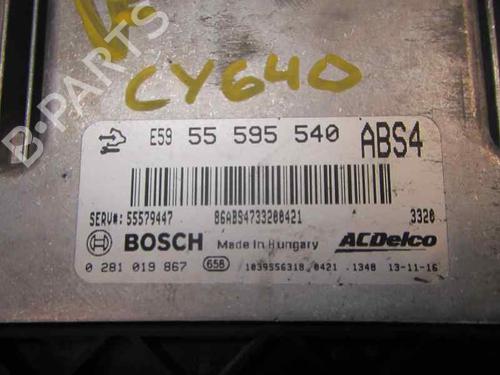 B-PARTS
CY640
E59 55 595 540 ABS4
SERV#: 55579447 86ABS4733200421 3320
BOSCH Made in Hungary ACDelco
0 281 019 867 658 1039S56318 0421 .1348 13-11-16